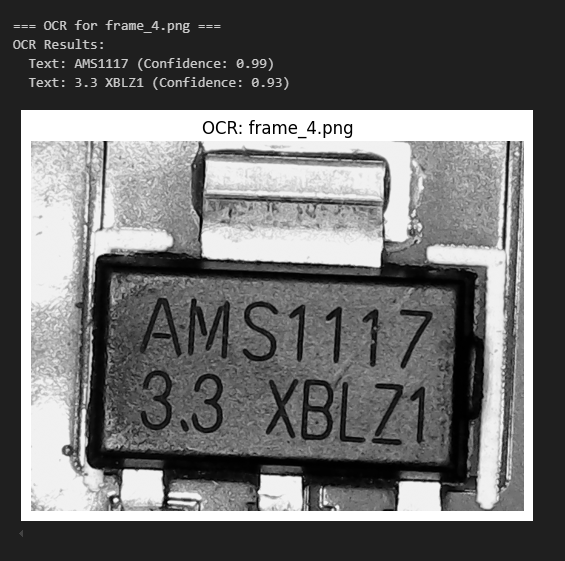 === OCR for frame_4.png ===
OCR Results:
Text: AMS1117 (Confidence: 0.99)
Text: 3.3 XBLZ1 (Confidence: 0.93)
OCR: frame_4.png
AMS1117
3.3 XBLZ1